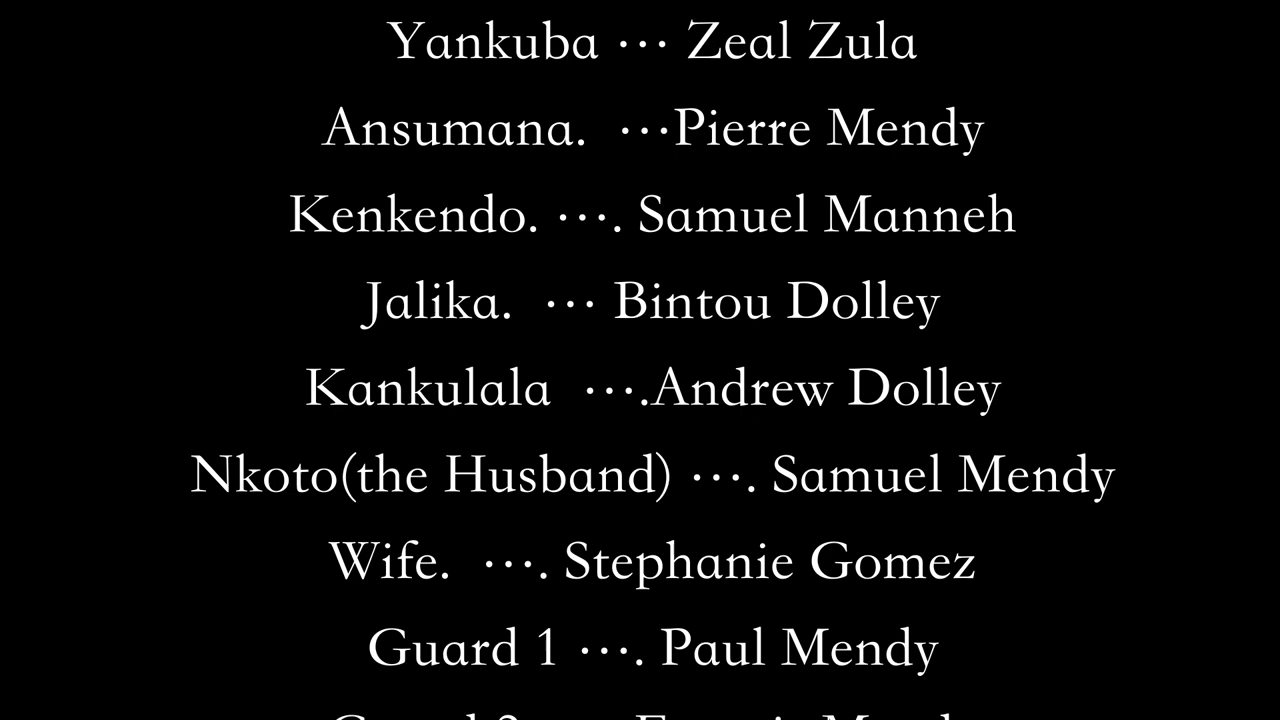 Yankuba ··· Zeal Zula
Ansumana.  ···Pierre Mendy
Kenkendo. ···. Samuel Manneh
Jalika.  ··· Bintou Dolley
Kankulala  ···.Andrew Dolley
Nkoto(the Husband) ···. Samuel Mendy
Wife.  ···. Stephanie Gomez
Guard 1 ···. Paul Mendy